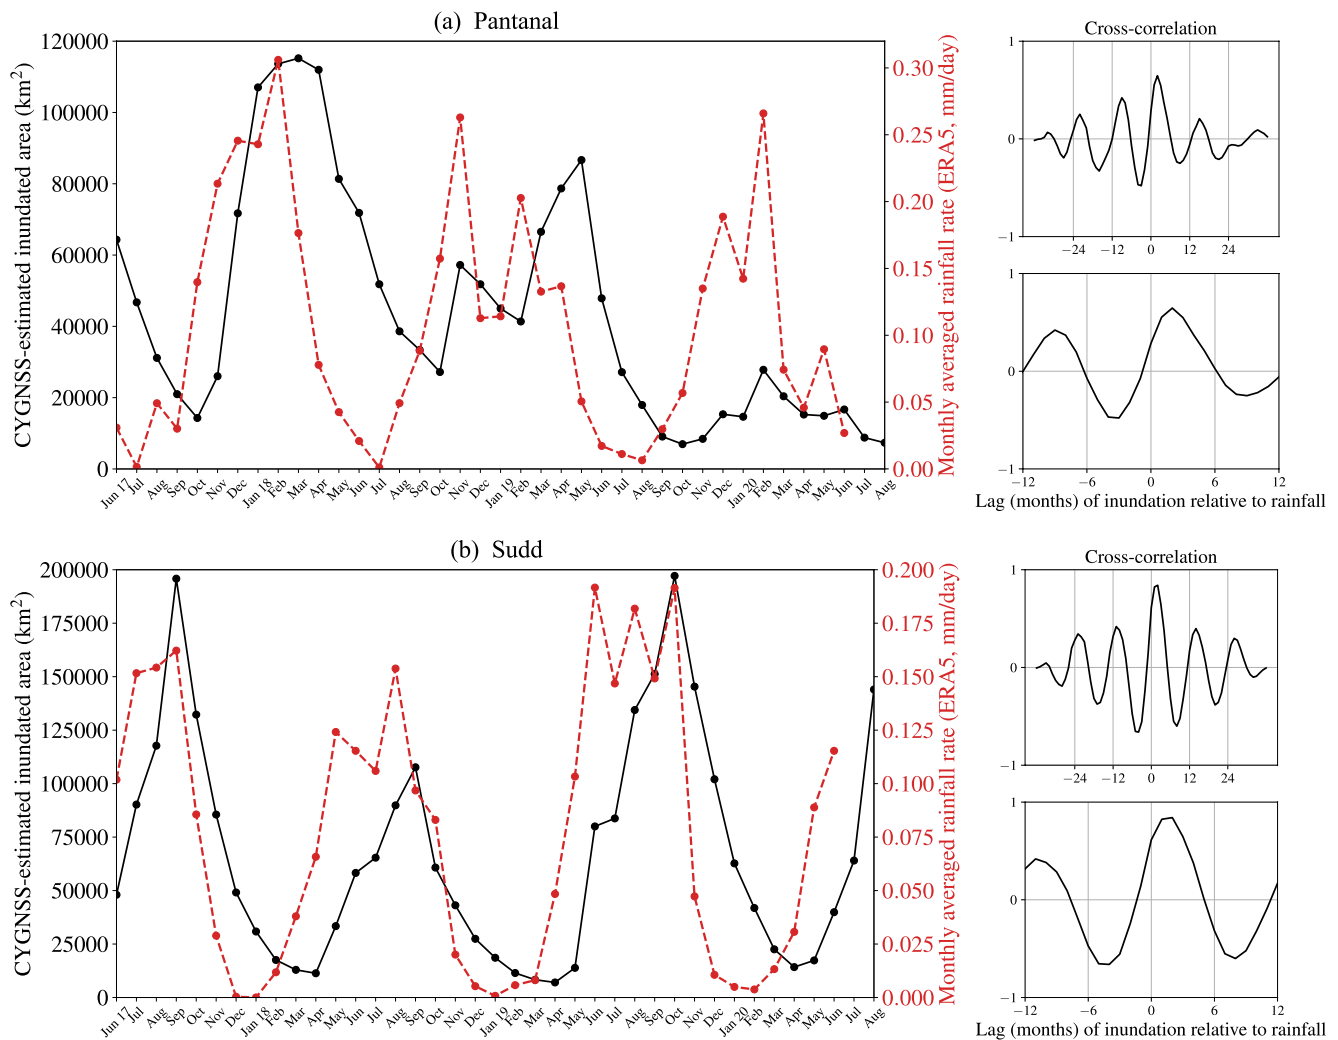 (a) Pantanal
CYGNSS-estimated inundated area (km²)
120000
100000
80000
60000
40000
20000
0
0.30
0.25
0.20
0.15
0.10
0.05
0.00
Monthly averaged rainfall rate (ERA5, mm/day)
Jun 17 Jul Aug Sep Oct Nov Dec Jan 18 Feb Mar Apr May Jun Jul Aug Sep Oct Nov Dec Jan 19 Feb Mar Apr May Jun Jul Aug Sep Oct Nov Dec Jan 20 Feb Mar Apr May Jun Jul Aug
Cross-correlation
1
0
−1
−24 −12 0 12 24
1
0
−1
−12 −6 0 6 12
Lag (months) of inundation relative to rainfall
(b) Sudd
CYGNSS-estimated inundated area (km²)
200000
175000
150000
125000
100000
75000
50000
25000
0
0.200
0.175
0.150
0.125
0.100
0.075
0.050
0.025
0.000
Monthly averaged rainfall rate (ERA5, mm/day)
Jun 17 Jul Aug Sep Oct Nov Dec Jan 18 Feb Mar Apr May Jun Jul Aug Sep Oct Nov Dec Jan 19 Feb Mar Apr May Jun Jul Aug Sep Oct Nov Dec Jan 20 Feb Mar Apr May Jun Jul Aug
Cross-correlation
1
0
−1
−24 −12 0 12 24
1
0
−1
−12 −6 0 6 12
Lag (months) of inundation relative to rainfall